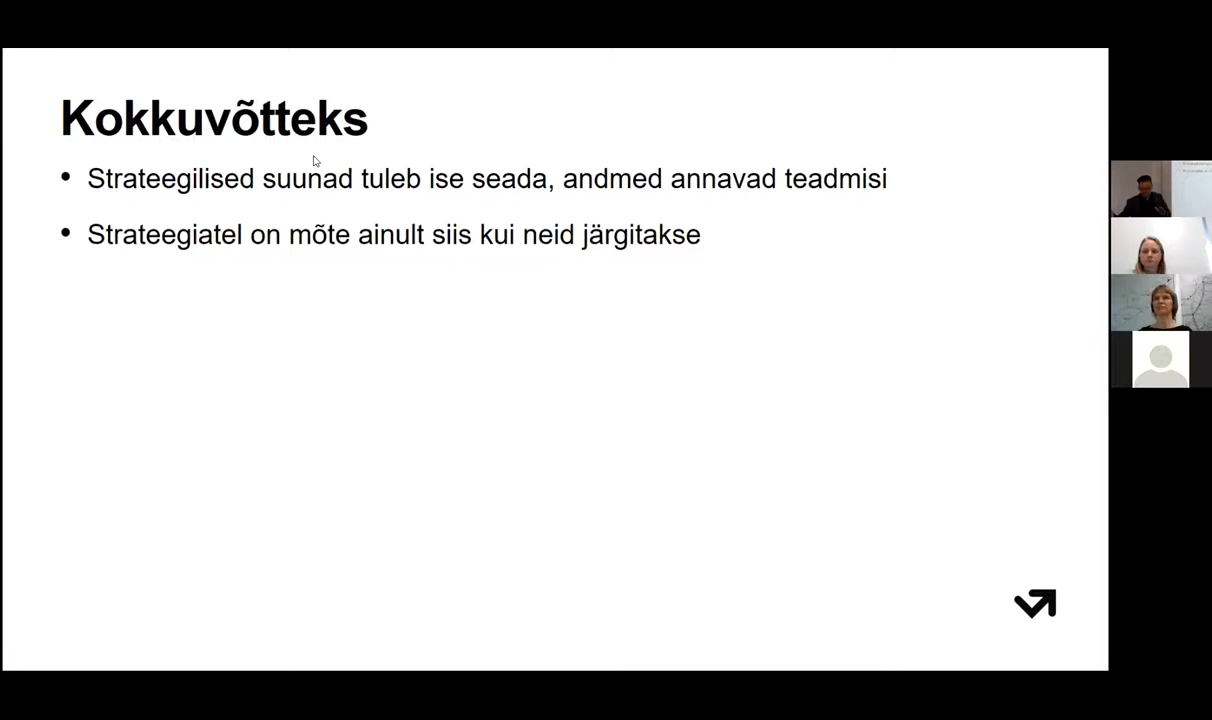 Kokkuvõtteks
• Strateegilised suunad tuleb ise seada, andmed annavad teadmisi
• Strateegiatel on mõte ainult siis kui neid järgitakse